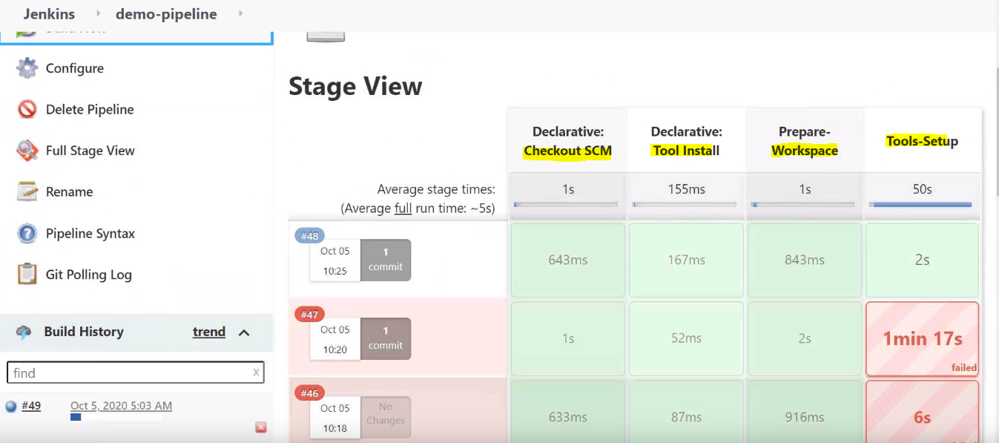 Jenkins demo-pipeline
Configure
Delete Pipeline
Full Stage View
Rename
Pipeline Syntax
Git Polling Log
Build History trend
find x
#49 Oct 5, 2020 5:03 AM
Stage View
Declarative:
Checkout SCM
Declarative:
Tool Install
Prepare-
Workspace
Tools-Setup
Average stage times:
(Average full run time: ~5s)
1s 155ms 1s 50s
#48
Oct 05
10:25
1
commit
643ms 167ms 843ms 2s
#47
Oct 05
10:20
1
commit
1s 52ms 2s 1min 17s
failed
#46
Oct 05
10:18
No
Changes
633ms 87ms 916ms 6s